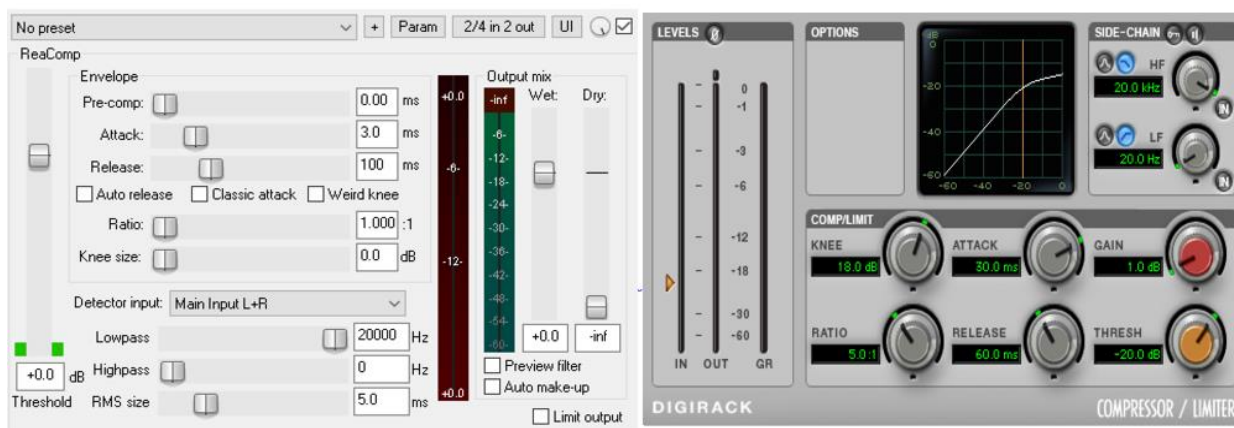 No preset + Param 2/4 in 2 out UI
ReaComp
Envelope
Pre-comp: 0.00 ms
Attack: 3.0 ms
Release: 100 ms
Auto release Classic attack Weird knee
Ratio: 1.000 :1
Knee size: 0.0 dB
Detector input: Main Input L+R
Lowpass 20000 Hz
Highpass 0 Hz
RMS size 5.0 ms
+0.0 dB
Threshold
+0.0
-6-
-12-
+0.0
Output mix
Wet: Dry:
-inf
-6-
-12-
-18-
-24-
-30-
-36-
-42-
-48-
-54-
-60-
+0.0 -inf
Preview filter
Auto make-up
Limit output
LEVELS ø
0
-1
-3
-6
-12
-18
-30
-60
IN OUT GR
DIGIRACK
OPTIONS
dB
0
-20
-40
-60
-60 -40 -20 0
SIDE-CHAIN
HF
20.0 kHz
IN
LF
20.0 Hz
IN
COMP/LIMIT
KNEE ATTACK GAIN
18.0 dB 30.0 ms 1.0 dB
RATIO RELEASE THRESH
5.0:1 60.0 ms -20.0 dB
COMPRESSOR / LIMITER